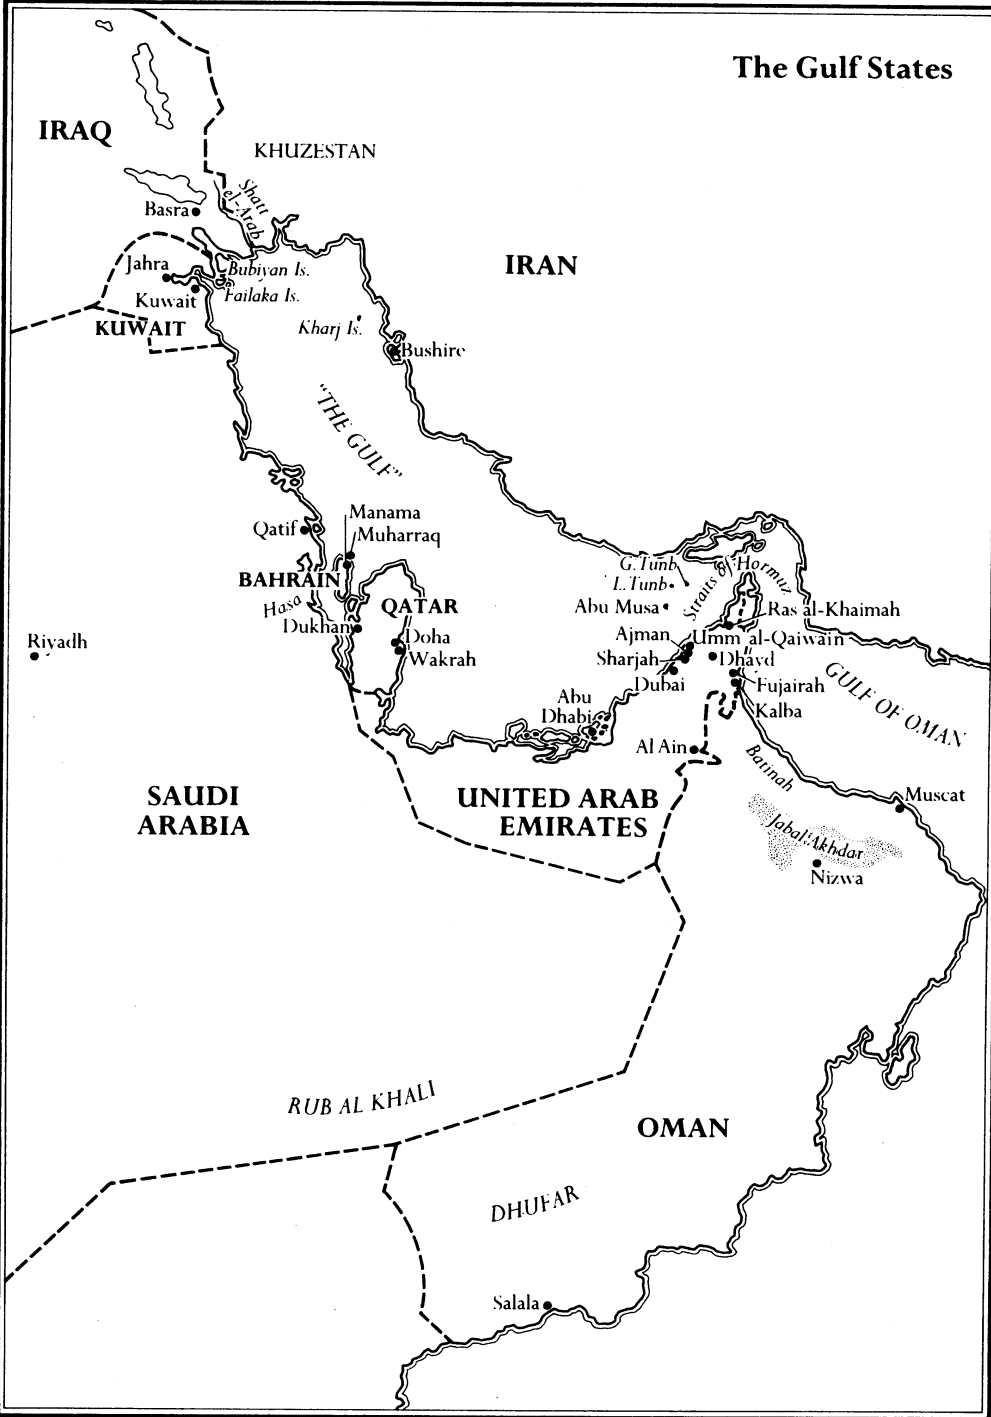 The Gulf States
IRAQ
KHUZESTAN
Shatt
el-Arab
Basra
IRAN
Jahra
Bubiyan Is.
Failaka Is.
Kuwait
KUWAIT
Kharj Is.
Bushire
"THE GULF"
Manama
Muharraq
Qatif
BAHRAIN
Hasa
QATAR
Dukhan
Doha
Wakrah
Riyadh
G. Tunb
L. Tunb
Abu Musa
Straits of Hormuz
Ras al-Khaimah
Ajman
Umm al-Qaiwain
Sharjah
Dhayd
Dubai
Fujairah
Kalba
GULF OF OMAN
Abu
Dhabi
Al Ain
Batinah
Muscat
SAUDI
ARABIA
UNITED ARAB
EMIRATES
Jabal Akhdar
Nizwa
RUB AL KHALI
OMAN
DHUFAR
Salala